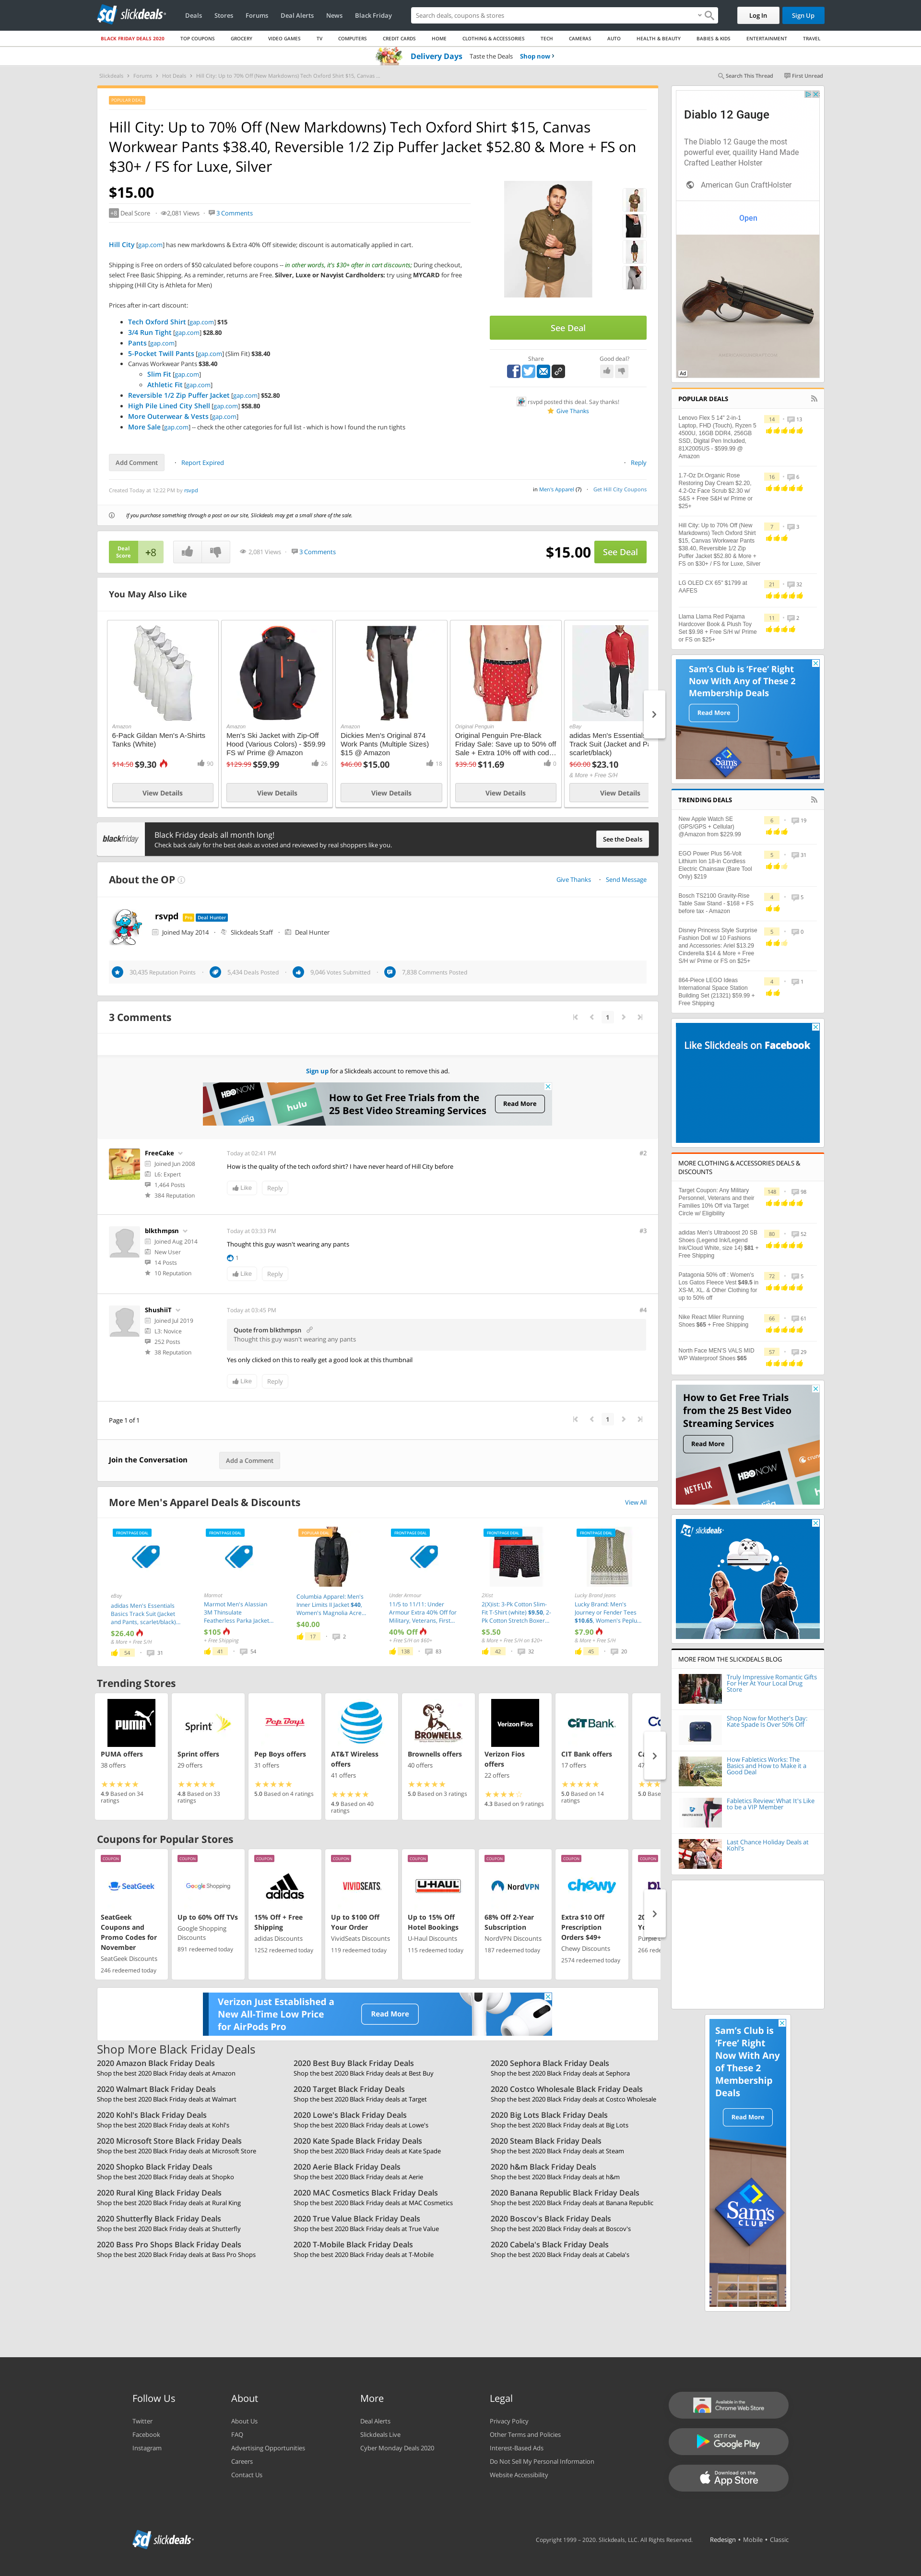 slickdeals
Deals
Stores
Forums
Deal Alerts
News
Black Friday
Search deals, coupons & stores
Log In
Sign Up
BLACK FRIDAY DEALS 2020
TOP COUPONS
GROCERY
VIDEO GAMES
TV
COMPUTERS
CREDIT CARDS
HOME
CLOTHING & ACCESSORIES
TECH
CAMERAS
AUTO
HEALTH & BEAUTY
BABIES & KIDS
ENTERTAINMENT
TRAVEL
Delivery Days Taste the Deals Shop now
Slickdeals Forums Hot Deals Hill City: Up to 70% Off (New Markdowns) Tech Oxford Shirt $15, Canvas ...
Search This Thread
First Unread
POPULAR DEAL
Hill City: Up to 70% Off (New Markdowns) Tech Oxford Shirt $15, Canvas
Workwear Pants $38.40, Reversible 1/2 Zip Puffer Jacket $52.80 & More + FS on
$30+ / FS for Luxe, Silver
$15.00
+8 Deal Score 2,081 Views 3 Comments
Hill City [gap.com] has new markdowns & Extra 40% Off sitewide; discount is automatically applied in cart.
Shipping is Free on orders of $50 calculated before coupons -- in other words, it's $30+ after in cart discounts; During checkout,
select Free Basic Shipping. As a reminder, returns are Free. Silver, Luxe or Navyist Cardholders: try using MYCARD for free
shipping (Hill City is Athleta for Men)
Prices after in-cart discount:
Tech Oxford Shirt [gap.com] $15
3/4 Run Tight [gap.com] $28.80
Pants [gap.com]
5-Pocket Twill Pants [gap.com] (Slim Fit) $38.40
Canvas Workwear Pants $38.40
Slim Fit [gap.com]
Athletic Fit [gap.com]
Reversible 1/2 Zip Puffer Jacket [gap.com] $52.80
High Pile Lined City Shell [gap.com] $58.80
More Outerwear & Vests [gap.com]
More Sale [gap.com] -- check the other categories for full list - which is how I found the run tights
See Deal
Share
Good deal?
rsvpd posted this deal. Say thanks!
Give Thanks
Add Comment
Report Expired
Reply
Created Today at 12:22 PM by rsvpd
in Men's Apparel (7)
Get Hill City Coupons
If you purchase something through a post on our site, Slickdeals may get a small share of the sale.
Deal
Score
+8
2,081 Views
3 Comments
$15.00
See Deal
You May Also Like
Amazon
6-Pack Gildan Men's A-Shirts
Tanks (White)
$14.50 $9.30
90
View Details
Amazon
Men's Ski Jacket with Zip-Off
Hood (Various Colors) - $59.99
FS w/ Prime @ Amazon
$129.99 $59.99
26
View Details
Amazon
Dickies Men's Original 874
Work Pants (Multiple Sizes)
$15 @ Amazon
$46.00 $15.00
18
View Details
Original Penguin
Original Penguin Pre-Black
Friday Sale: Save up to 50% off
Sale + Extra 10% off with cod...
$39.50 $11.69
0
View Details
eBay
adidas Men's Essentials
Track Suit (Jacket and Pa
scarlet/black)
$60.00 $23.10
& More + Free S/H
View Details
blackfriday
Black Friday deals all month long!
Check back daily for the best deals as voted and reviewed by real shoppers like you.
See the Deals
About the OP
Give Thanks
Send Message
rsvpd Pro Deal Hunter
Joined May 2014
Slickdeals Staff
Deal Hunter
30,435 Reputation Points
5,434 Deals Posted
9,046 Votes Submitted
7,838 Comments Posted
3 Comments
1
Sign up for a Slickdeals account to remove this ad.
HBONOW
sling
hulu
How to Get Free Trials from the
25 Best Video Streaming Services
Read More
FreeCake
Joined Jun 2008
L6: Expert
1,464 Posts
384 Reputation
Today at 02:41 PM
#2
How is the quality of the tech oxford shirt? I have never heard of Hill City before
Like
Reply
blkthmpsn
Joined Aug 2014
New User
14 Posts
10 Reputation
Today at 03:33 PM
#3
Thought this guy wasn't wearing any pants
1
Like
Reply
ShushiiT
Joined Jul 2019
L3: Novice
252 Posts
38 Reputation
Today at 03:45 PM
#4
Quote from blkthmpsn
Thought this guy wasn't wearing any pants
Yes only clicked on this to really get a good look at this thumbnail
Like
Reply
Page 1 of 1
1
Join the Conversation
Add a Comment
More Men's Apparel Deals & Discounts
View All
FRONTPAGE DEAL
eBay
adidas Men's Essentials
Basics Track Suit (Jacket
and Pants, scarlet/black)...
$26.40
& More + Free S/H
54
31
FRONTPAGE DEAL
Marmot
Marmot Men's Alassian
3M Thinsulate
Featherless Parka Jacket...
$105
+ Free Shipping
41
54
POPULAR DEAL
Columbia Apparel: Men's
Inner Limits II Jacket $40,
Women's Magnolia Acre...
$40.00
17
2
FRONTPAGE DEAL
Under Armour
11/5 to 11/11: Under
Armour Extra 40% Off for
Military, Veterans, First...
40% Off
+ Free S/H on $60+
138
83
FRONTPAGE DEAL
2Xist
2(X)ist: 3-Pk Cotton Slim-
Fit T-Shirt (white) $9.50, 2-
Pk Cotton Stretch Boxer...
$5.50
& More + Free S/H on $20+
42
32
FRONTPAGE DEAL
Lucky Brand Jeans
Lucky Brand: Men's
Journey or Fender Tees
$10.65, Women's Peplu...
$7.90
& More + Free S/H
45
20
Trending Stores
PUMA
PUMA offers
38 offers
4.9 Based on 34
ratings
Sprint
Sprint offers
29 offers
4.8 Based on 33
ratings
Pep Boys
Pep Boys offers
31 offers
5.0 Based on 4 ratings
AT&T Wireless
offers
41 offers
4.9 Based on 40
ratings
BROWNELLS
Brownells offers
40 offers
5.0 Based on 3 ratings
Verizon Fios
Verizon Fios
offers
22 offers
4.3 Based on 9 ratings
CIT Bank
CIT Bank offers
17 offers
5.0 Based on 14
ratings
Ca
47
5.0 Base
Coupons for Popular Stores
COUPON
SeatGeek
SeatGeek
Coupons and
Promo Codes for
November
SeatGeek Discounts
246 redeemed today
Google Shopping
Up to 60% Off TVs
Google Shopping
Discounts
891 redeemed today
COUPON
adidas
15% Off + Free
Shipping
adidas Discounts
1252 redeemed today
COUPON
VIVIDSEATS
Up to $100 Off
Your Order
VividSeats Discounts
119 redeemed today
COUPON
U-HAUL
Up to 15% Off
Hotel Bookings
U-Haul Discounts
115 redeemed today
COUPON
NordVPN
68% Off 2-Year
Subscription
NordVPN Discounts
187 redeemed today
COUPON
chewy
Extra $10 Off
Prescription
Orders $49+
Chewy Discounts
2574 redeemed today
COUPON
Verizon Just Established a
New All-Time Low Price
for AirPods Pro
Read More
Shop More Black Friday Deals
2020 Amazon Black Friday Deals
Shop the best 2020 Black Friday deals at Amazon
2020 Best Buy Black Friday Deals
Shop the best 2020 Black Friday deals at Best Buy
2020 Sephora Black Friday Deals
Shop the best 2020 Black Friday deals at Sephora
2020 Walmart Black Friday Deals
Shop the best 2020 Black Friday deals at Walmart
2020 Target Black Friday Deals
Shop the best 2020 Black Friday deals at Target
2020 Costco Wholesale Black Friday Deals
Shop the best 2020 Black Friday deals at Costco Wholesale
2020 Kohl's Black Friday Deals
Shop the best 2020 Black Friday deals at Kohl's
2020 Lowe's Black Friday Deals
Shop the best 2020 Black Friday deals at Lowe's
2020 Big Lots Black Friday Deals
Shop the best 2020 Black Friday deals at Big Lots
2020 Microsoft Store Black Friday Deals
Shop the best 2020 Black Friday deals at Microsoft Store
2020 Kate Spade Black Friday Deals
Shop the best 2020 Black Friday deals at Kate Spade
2020 Steam Black Friday Deals
Shop the best 2020 Black Friday deals at Steam
2020 Shopko Black Friday Deals
Shop the best 2020 Black Friday deals at Shopko
2020 Aerie Black Friday Deals
Shop the best 2020 Black Friday deals at Aerie
2020 h&m Black Friday Deals
Shop the best 2020 Black Friday deals at h&m
2020 Rural King Black Friday Deals
Shop the best 2020 Black Friday deals at Rural King
2020 MAC Cosmetics Black Friday Deals
Shop the best 2020 Black Friday deals at MAC Cosmetics
2020 Banana Republic Black Friday Deals
Shop the best 2020 Black Friday deals at Banana Republic
2020 Shutterfly Black Friday Deals
Shop the best 2020 Black Friday deals at Shutterfly
2020 True Value Black Friday Deals
Shop the best 2020 Black Friday deals at True Value
2020 Boscov's Black Friday Deals
Shop the best 2020 Black Friday deals at Boscov's
2020 Bass Pro Shops Black Friday Deals
Shop the best 2020 Black Friday deals at Bass Pro Shops
2020 T-Mobile Black Friday Deals
Shop the best 2020 Black Friday deals at T-Mobile
2020 Cabela's Black Friday Deals
Shop the best 2020 Black Friday deals at Cabela's
Diablo 12 Gauge
The Diablo 12 Gauge the most
powerful ever, quaility Hand Made
Crafted Leather Holster
American Gun CraftHolster
Open
Ad
POPULAR DEALS
Lenovo Flex 5 14" 2-in-1
Laptop, FHD (Touch), Ryzen 5
4500U, 16GB DDR4, 256GB
SSD, Digital Pen Included,
81X2005US - $599.99 @
Amazon
14
13
1.7-Oz Dr.Organic Rose
Restoring Day Cream $2.20,
4.2-Oz Face Scrub $2.30 w/
S&S + Free S&H w/ Prime or
$25+
16
6
Hill City: Up to 70% Off (New
Markdowns) Tech Oxford Shirt
$15, Canvas Workwear Pants
$38.40, Reversible 1/2 Zip
Puffer Jacket $52.80 & More +
FS on $30+ / FS for Luxe, Silver
7
3
LG OLED CX 65" $1799 at
AAFES
21
32
Llama Llama Red Pajama
Hardcover Book & Plush Toy
Set $9.98 + Free S/H w/ Prime
or FS on $25+
11
2
Sam's Club is 'Free' Right
Now With Any of These 2
Membership Deals
Read More
Sam's
CLUB
TRENDING DEALS
New Apple Watch SE
(GPS/GPS + Cellular)
@Amazon from $229.99
6
19
EGO Power Plus 56-Volt
Lithium Ion 18-in Cordless
Electric Chainsaw (Bare Tool
Only) $219
5
31
Bosch TS2100 Gravity-Rise
Table Saw Stand - $168 + FS
before tax - Amazon
4
5
Disney Princess Style Surprise
Fashion Doll w/ 10 Fashions
and Accessories: Ariel $13.29
Cinderella $14 & More + Free
S/H w/ Prime or FS on $25+
5
0
864-Piece LEGO Ideas
International Space Station
Building Set (21321) $59.99 +
Free Shipping
4
1
Like Slickdeals on Facebook
MORE CLOTHING & ACCESSORIES DEALS &
DISCOUNTS
Target Coupon: Any Military
Personnel, Veterans and their
Families 10% Off via Target
Circle w/ Eligibility
148
98
adidas Men's Ultraboost 20 SB
Shoes (Legend Ink/Legend
Ink/Cloud White, size 14) $81 +
Free Shipping
80
52
Patagonia 50% off : Women's
Los Gatos Fleece Vest $49.5 in
XS-M, XL. & Other Clothing for
up to 50% off
72
5
Nike React Miler Running
Shoes $65 + Free Shipping
66
61
North Face MEN'S VALS MID
WP Waterproof Shoes $65
57
29
How to Get Free Trials
from the 25 Best Video
Streaming Services
Read More
NETFLIX
HBONOW
hulu
sling
crunchyroll
slickdeals
MORE FROM THE SLICKDEALS BLOG
Truly Impressive Romantic Gifts
For Her At Your Local Drug
Store
Shop Now for Mother's Day:
Kate Spade Is Over 50% Off
How Fabletics Works: The
Basics and How to Make it a
Good Deal
Fabletics Review: What It's Like
to be a VIP Member
Last Chance Holiday Deals at
Kohl's
Sam's Club is
'Free' Right
Now With Any
of These 2
Membership
Deals
Read More
Sam's
CLUB
Follow Us
Twitter
Facebook
Instagram
About
About Us
FAQ
Advertising Opportunities
Careers
Contact Us
More
Deal Alerts
Slickdeals Live
Cyber Monday Deals 2020
Legal
Privacy Policy
Other Terms and Policies
Interest-Based Ads
Do Not Sell My Personal Information
Website Accessibility
Available in the
Chrome Web Store
GET IT ON
Google Play
Download on the
App Store
slickdeals
Copyright 1999 - 2020. Slickdeals, LLC. All Rights Reserved.
Redesign • Mobile • Classic